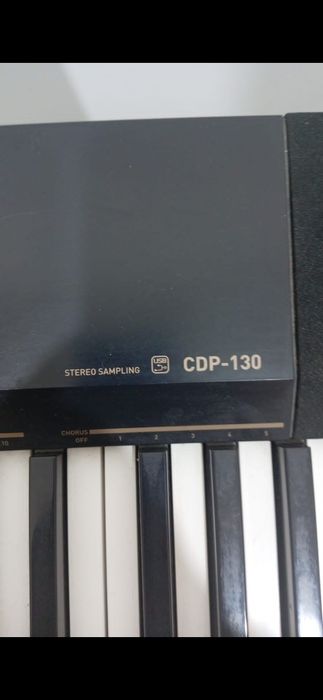 STEREO SAMPLING USB CDP-130
CHORUS
10 OFF 1 2 3 4 5